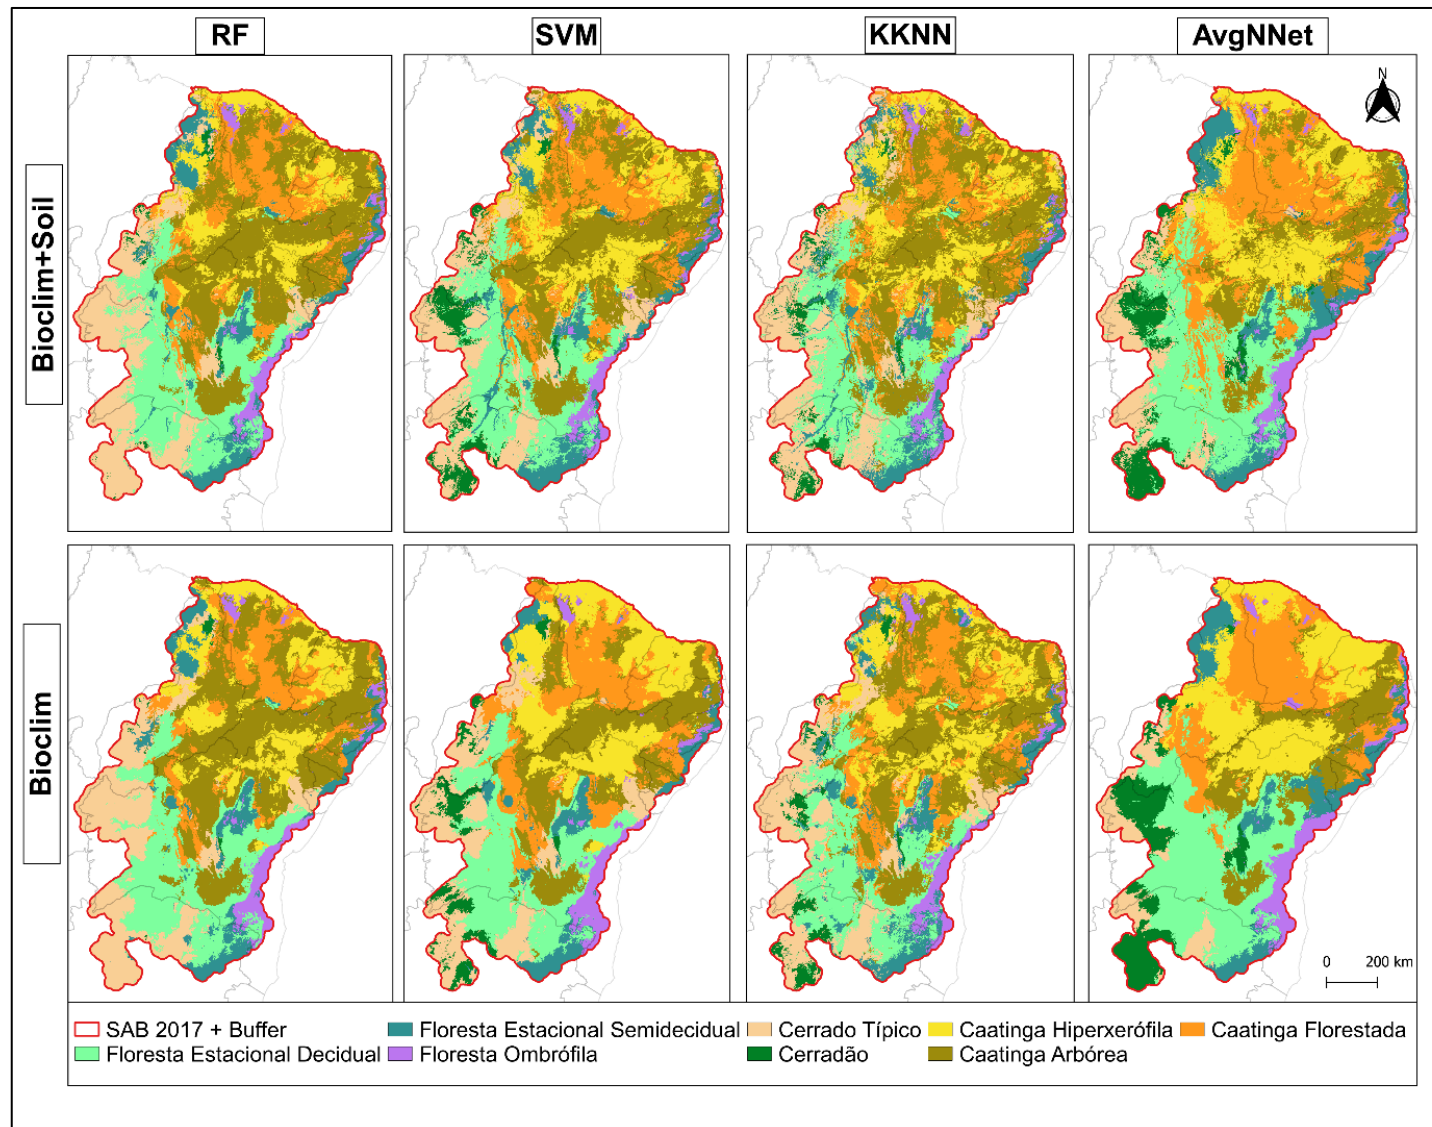 RF SVM KKNN AvgNNet
N
Bioclim+Soil
Bioclim
0 200 km
SAB 2017 + Buffer Floresta Estacional Semidecidual Cerrado Típico Caatinga Hiperxerófila Caatinga Florestada
Floresta Estacional Decidual Floresta Ombrófila Cerradão Caatinga Arbórea